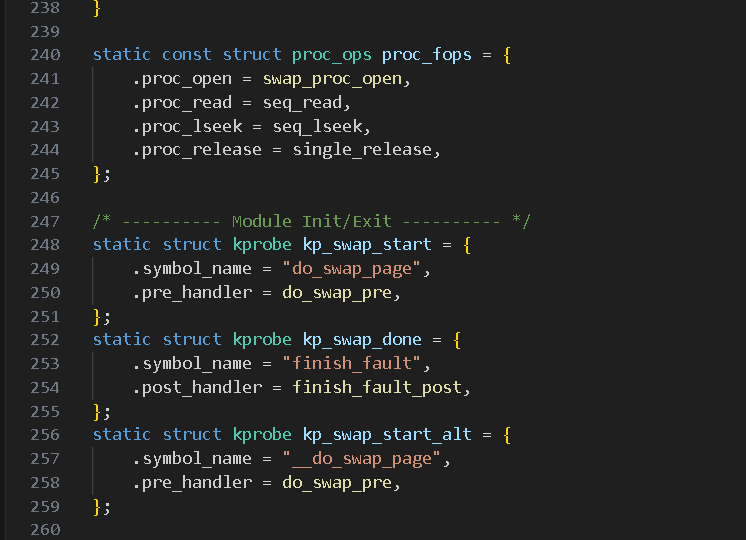 238 }
239
240 static const struct proc_ops proc_fops = {
241     .proc_open = swap_proc_open,
242     .proc_read = seq_read,
243     .proc_lseek = seq_lseek,
244     .proc_release = single_release,
245 };
246
247 /* ---------- Module Init/Exit ---------- */
248 static struct kprobe kp_swap_start = {
249     .symbol_name = "do_swap_page",
250     .pre_handler = do_swap_pre,
251 };
252 static struct kprobe kp_swap_done = {
253     .symbol_name = "finish_fault",
254     .post_handler = finish_fault_post,
255 };
256 static struct kprobe kp_swap_start_alt = {
257     .symbol_name = "__do_swap_page",
258     .pre_handler = do_swap_pre,
259 };
260